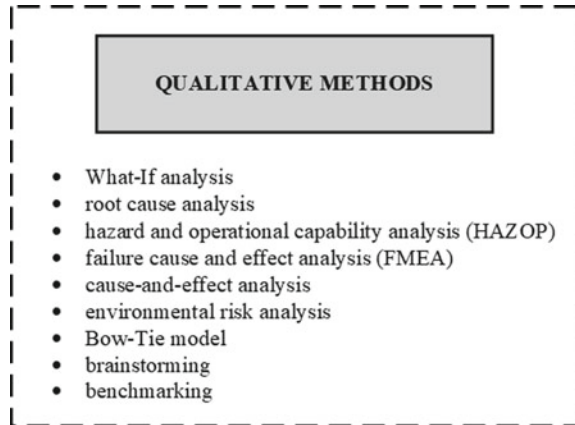 QUALITATIVE METHODS
• What-If analysis
• root cause analysis
• hazard and operational capability analysis (HAZOP)
• failure cause and effect analysis (FMEA)
• cause-and-effect analysis
• environmental risk analysis
• Bow-Tie model
• brainstorming
• benchmarking